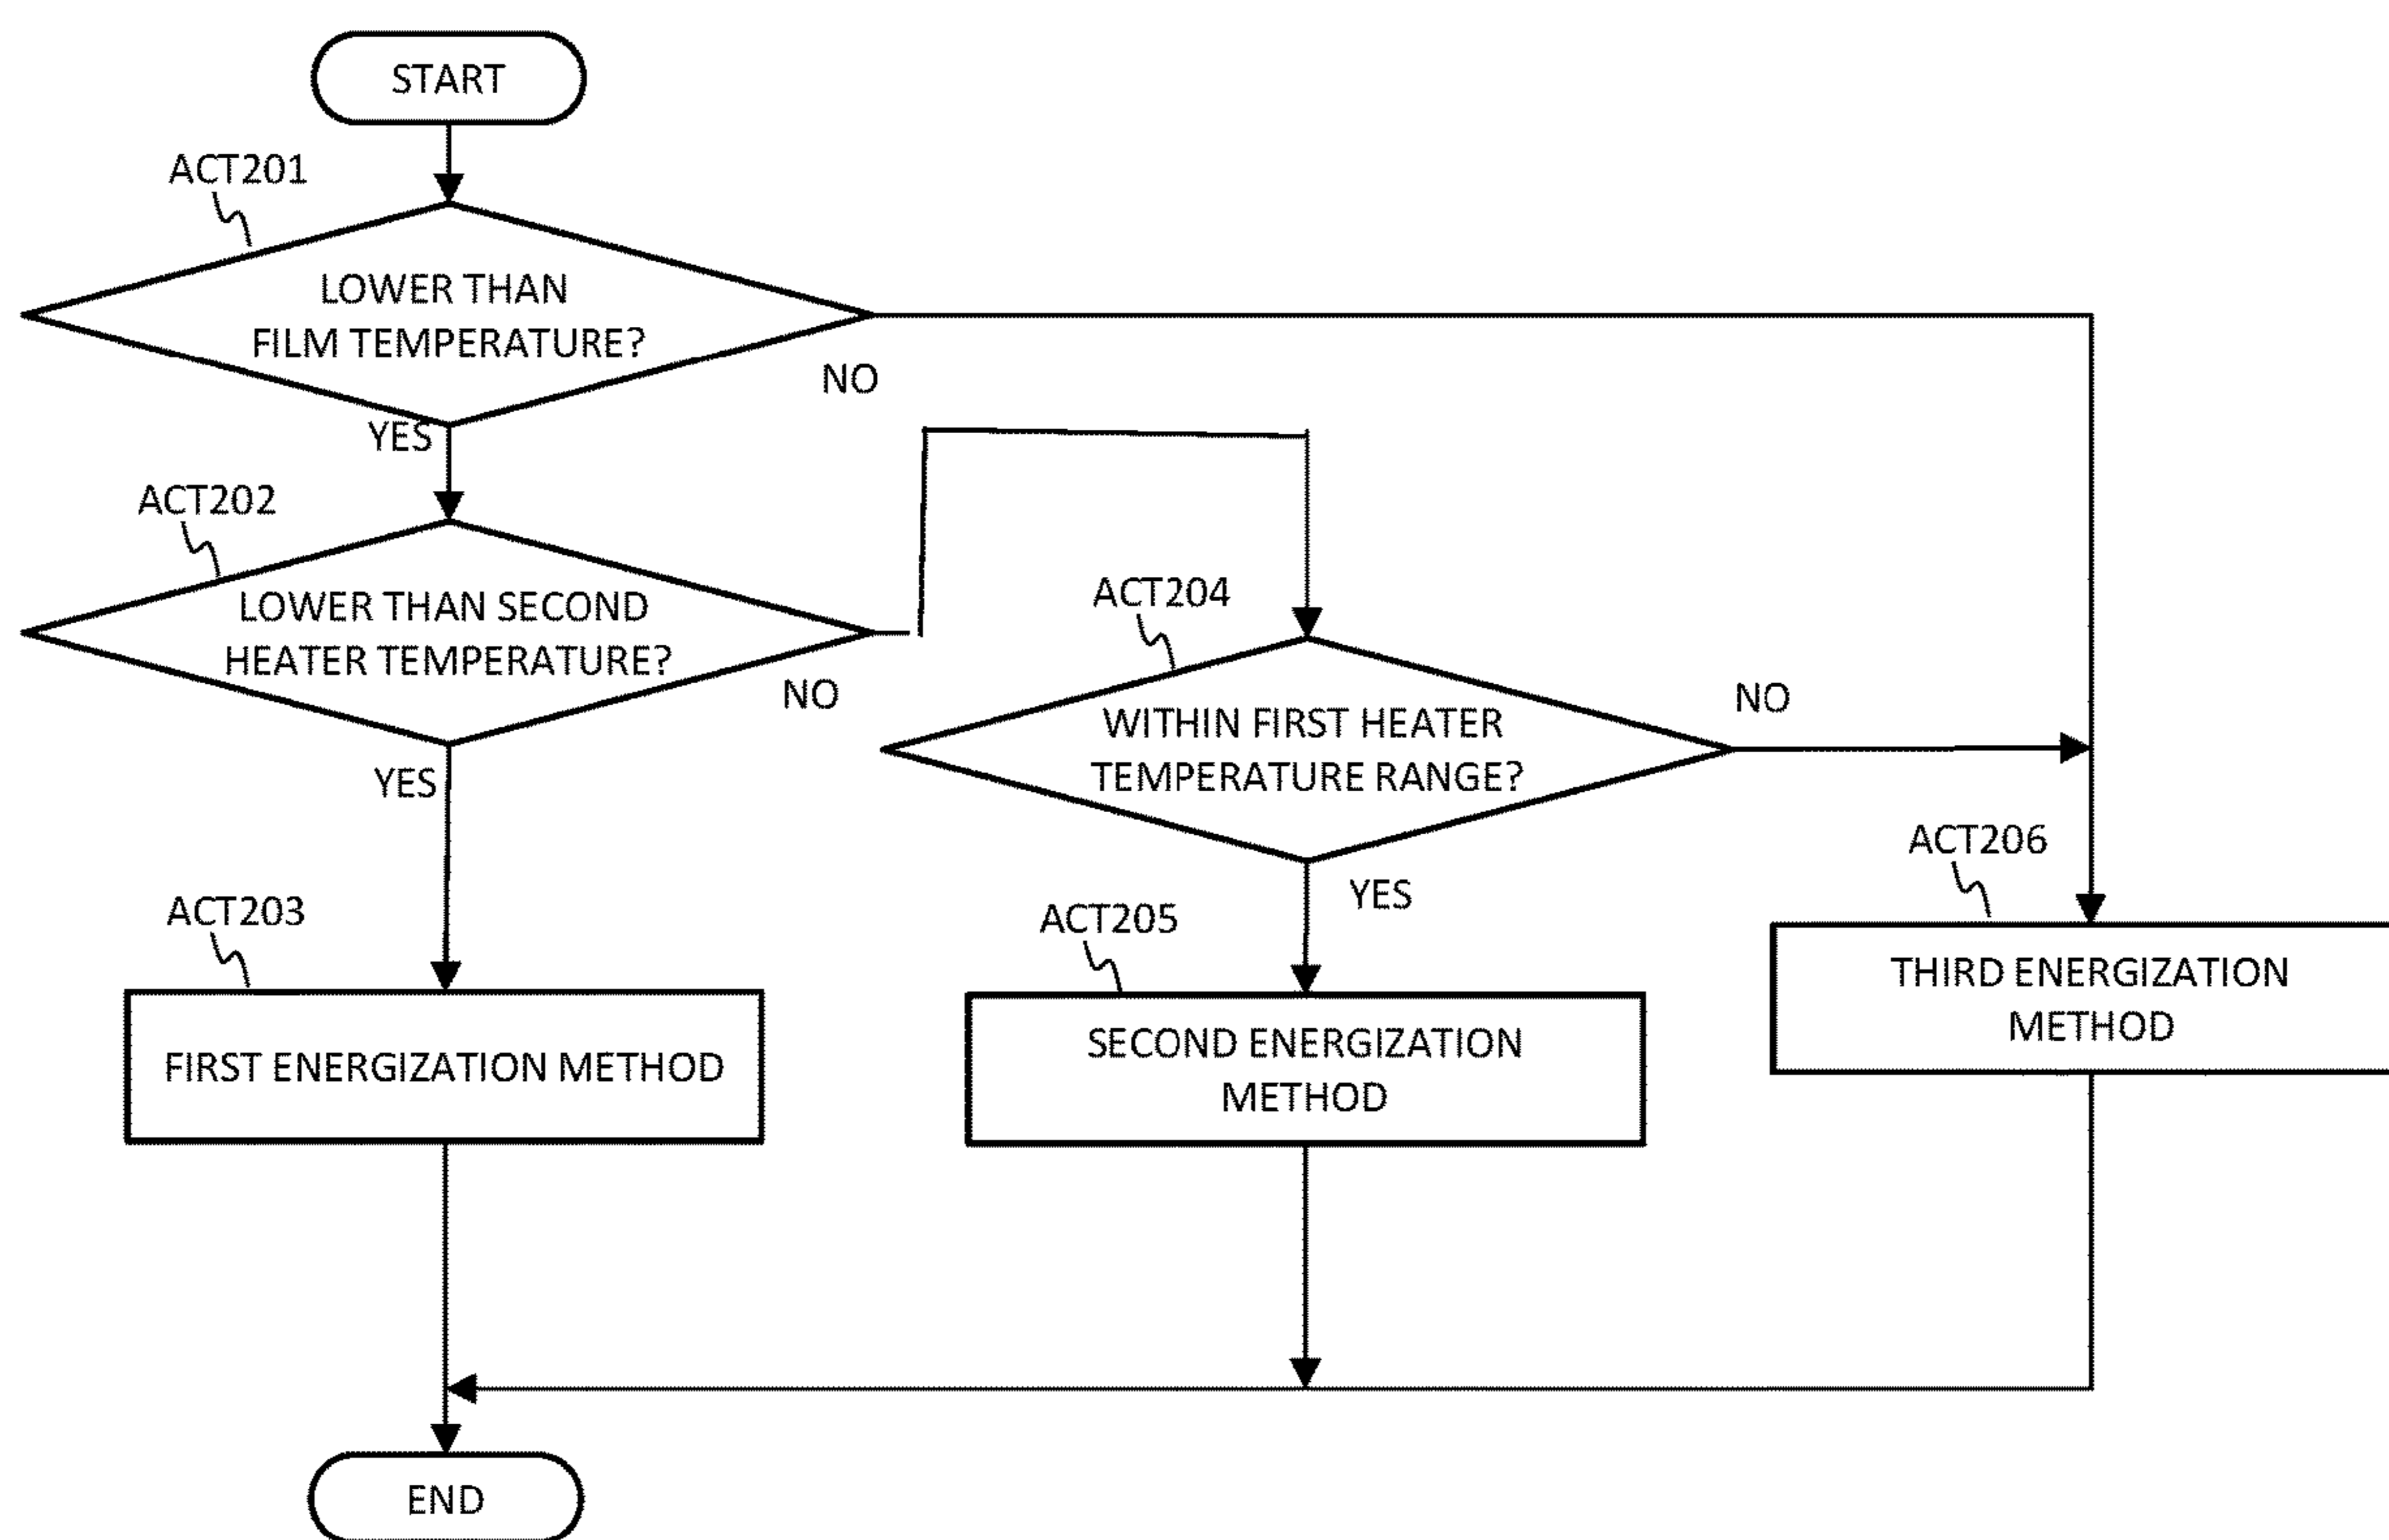 START
ACT201
LOWER THAN
FILM TEMPERATURE?
NO
YES
ACT202
LOWER THAN SECOND
HEATER TEMPERATURE?
NO
YES
ACT204
WITHIN FIRST HEATER
TEMPERATURE RANGE?
NO
YES
ACT203
FIRST ENERGIZATION METHOD
ACT205
SECOND ENERGIZATION
METHOD
ACT206
THIRD ENERGIZATION
METHOD
END